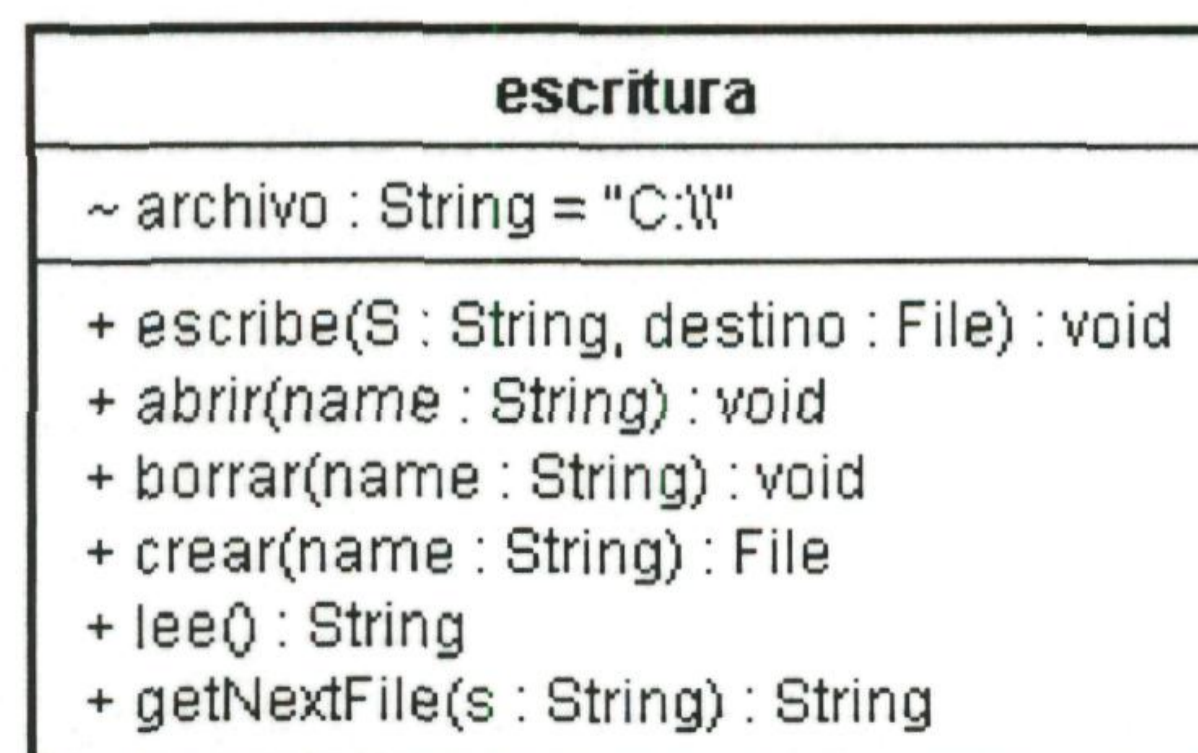 escritura
~ archivo : String = "C:\\"
+ escribe(S : String, destino : File) : void
+ abrir(name : String) : void
+ borrar(name : String) : void
+ crear(name : String) : File
+ lee() : String
+ getNextFile(s : String) : String